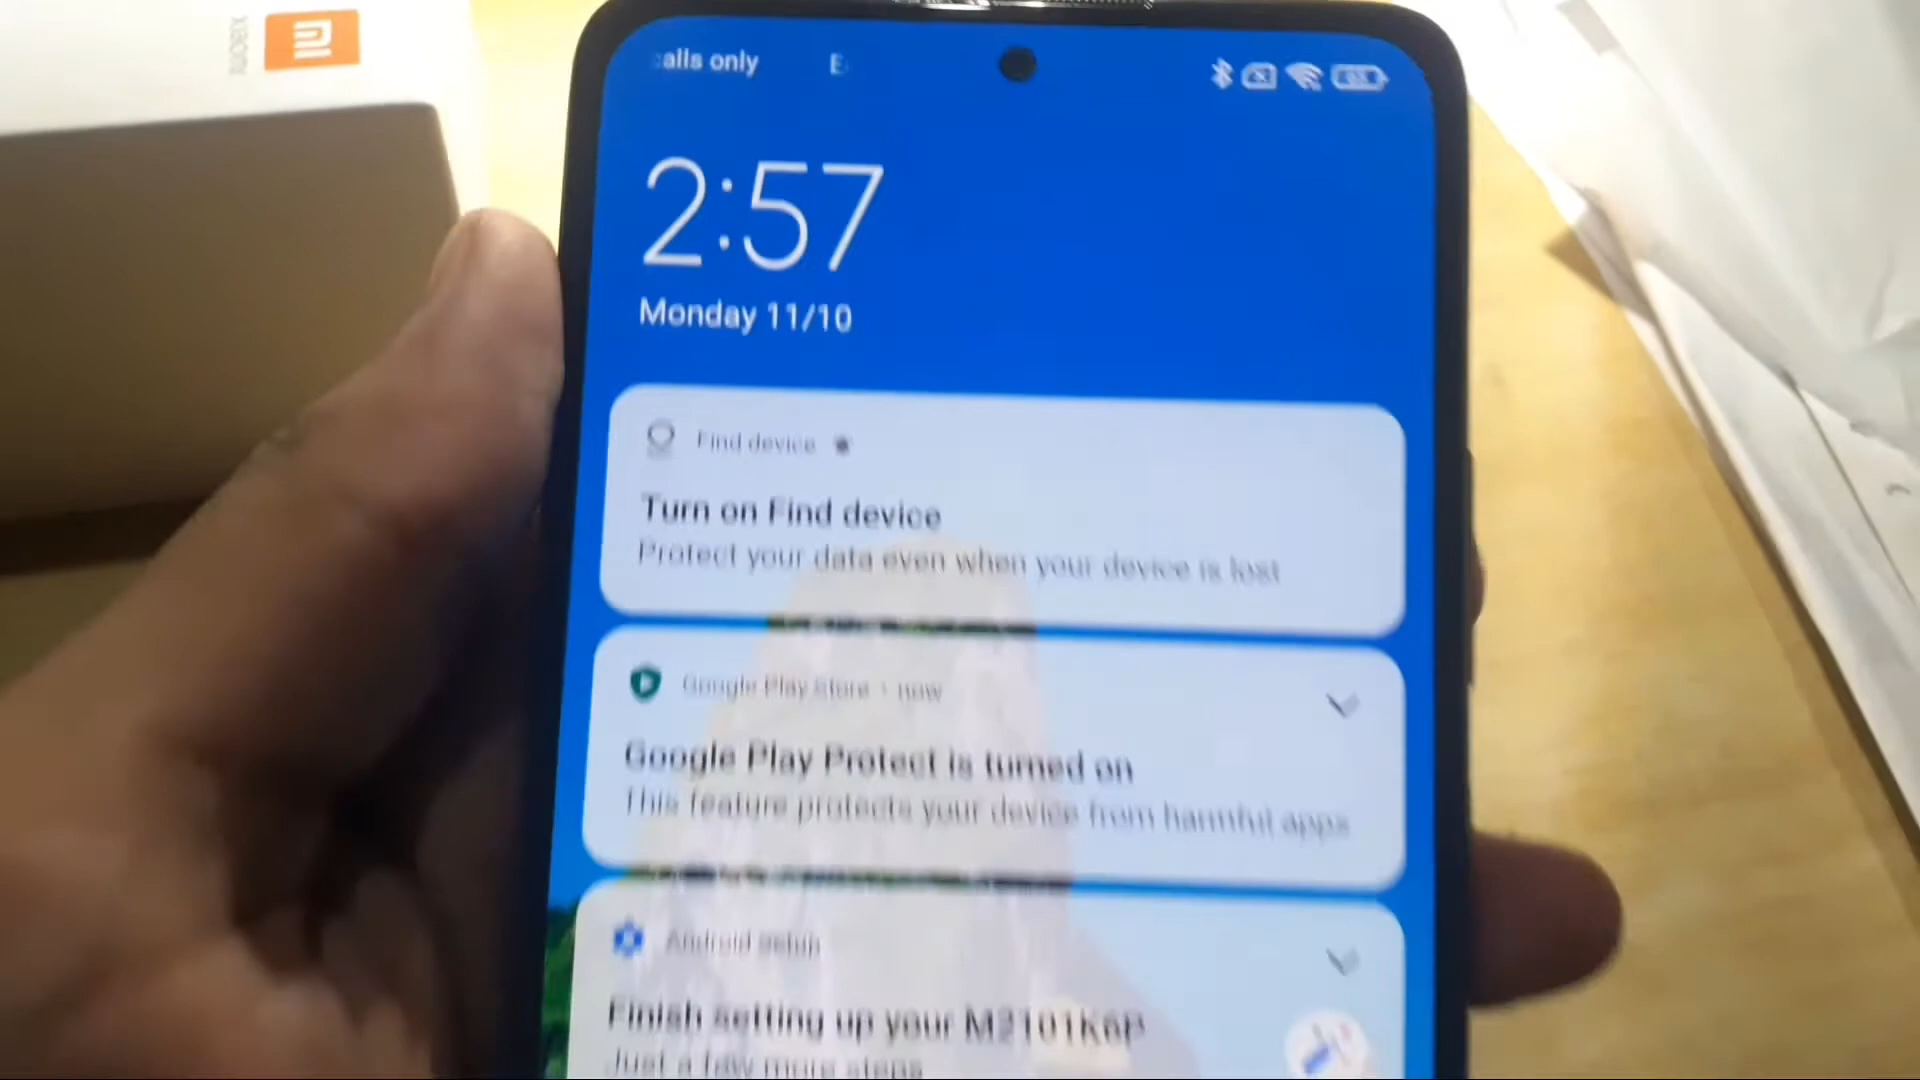 XIAOMI
alls only
2:57
Monday 11/10
Find device
Turn on Find device
Protect your data even when your device is lost
Google Play Store • now
Google Play Protect is turned on
This feature protects your device from harmful apps
Android setup
Finish setting up your M2101K6P
Just a few more steps